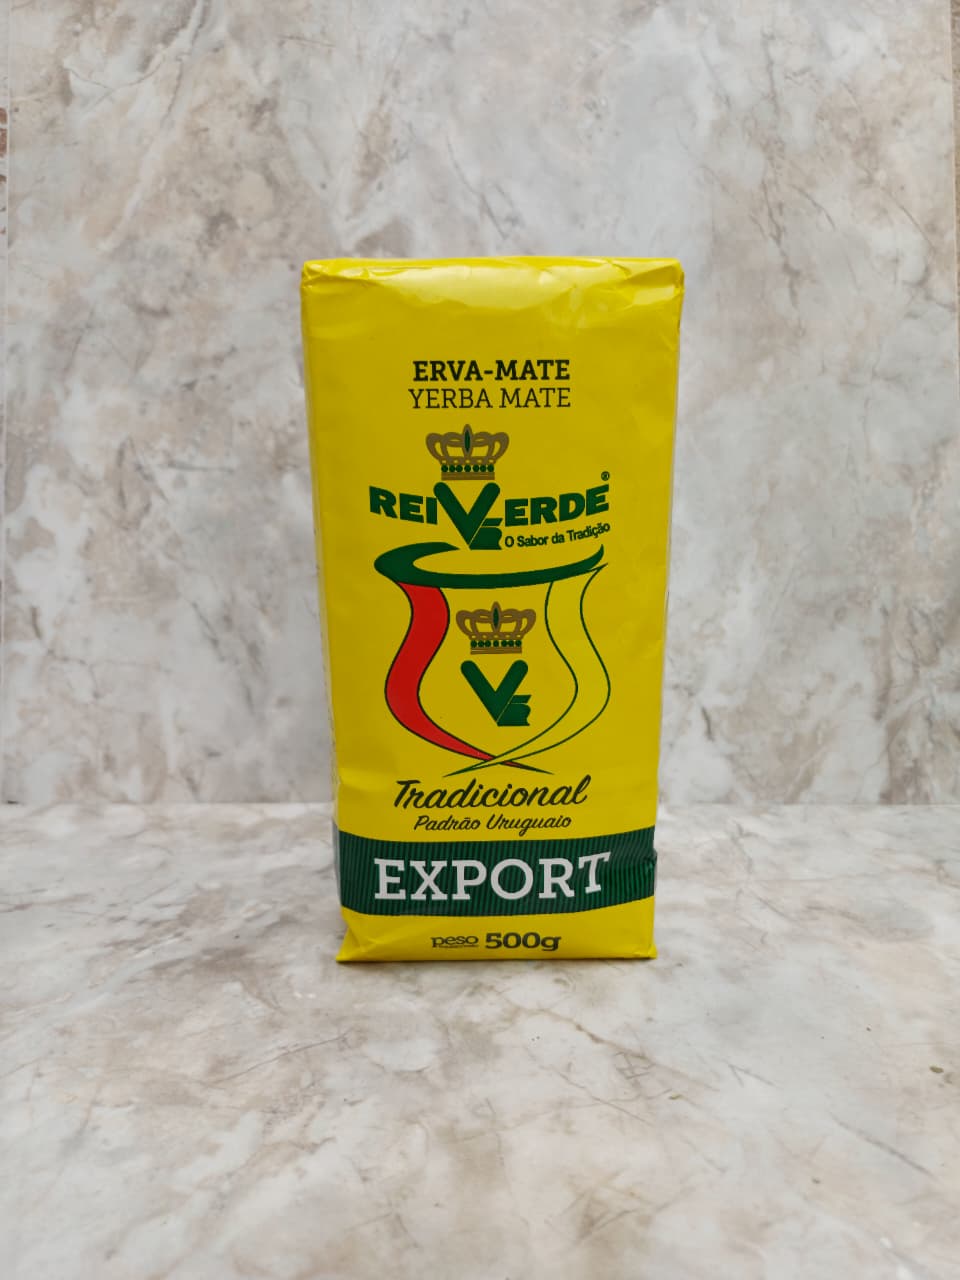 ERVA-MATE
YERBA MATE
REI VERDE®
O Sabor da Tradição
Tradicional
Padrão Uruguaio
EXPORT
peso 500g